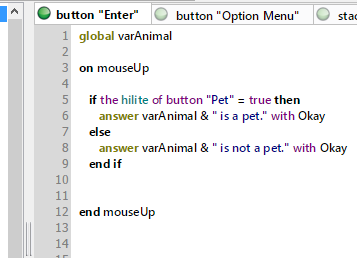 button "Enter"
button "Option Menu"
1 global varAnimal
2
3 on mouseUp
4
5 if the hilite of button "Pet" = true then
6 answer varAnimal & " is a pet." with Okay
7 else
8 answer varAnimal & " is not a pet." with Okay
9 end if
10
11
12 end mouseUp
13
14
15